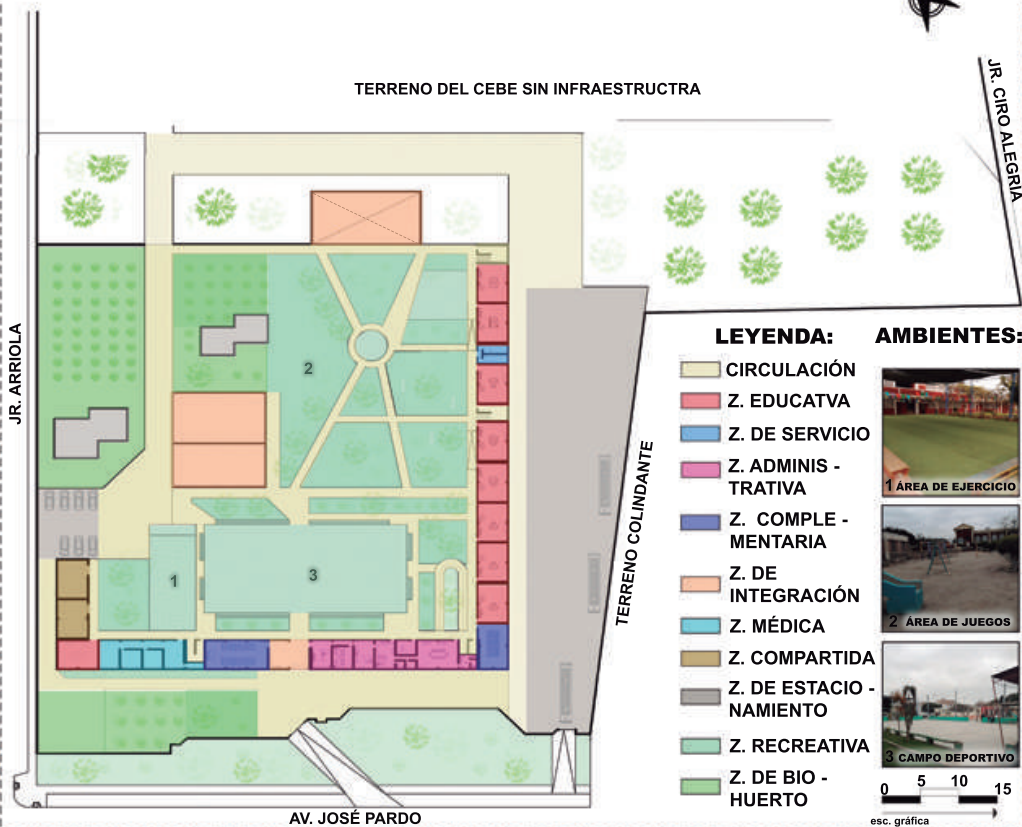 TERRENO DEL CEBE SIN INFRAESTRUCTRA
JR. CIRO ALEGRIA
JR. ARRIOLA
2
1
3
TERRENO COLINDANTE
AV. JOSÉ PARDO
LEYENDA:
CIRCULACIÓN
Z. EDUCATVA
Z. DE SERVICIO
Z. ADMINIS -
TRATIVA
Z. COMPLE -
MENTARIA
Z. DE
INTEGRACIÓN
Z. MÉDICA
Z. COMPARTIDA
Z. DE ESTACIO -
NAMIENTO
Z. RECREATIVA
Z. DE BIO -
HUERTO
AMBIENTES:
1 ÁREA DE EJERCICIO
2 ÁREA DE JUEGOS
3 CAMPO DEPORTIVO
0 5 10 15
esc. gráfica